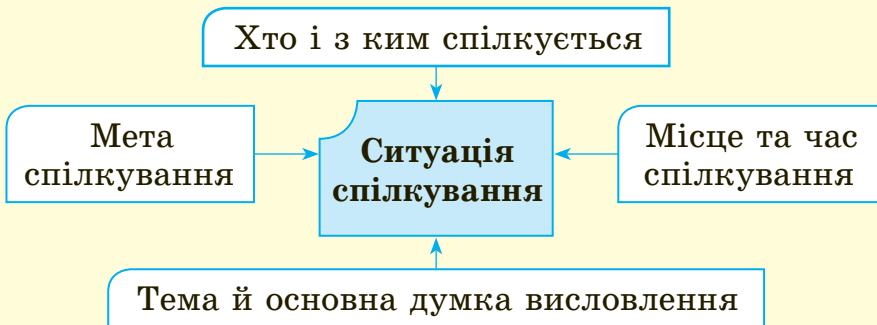 Хто і з ким спілкується
Мета
спілкування
Ситуація
спілкування
Місце та час
спілкування
Тема й основна думка висловлення